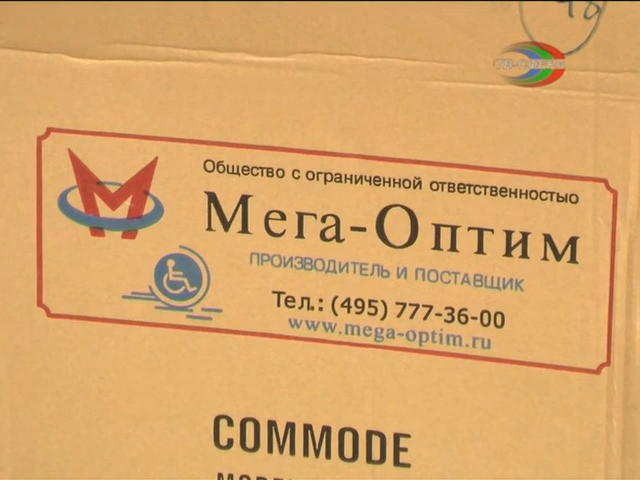 Общество с ограниченной ответственностью
Мега-Оптим
ПРОИЗВОДИТЕЛЬ И ПОСТАВЩИК
Тел.: (495) 777-36-00
www.mega-optim.ru
COMMODE